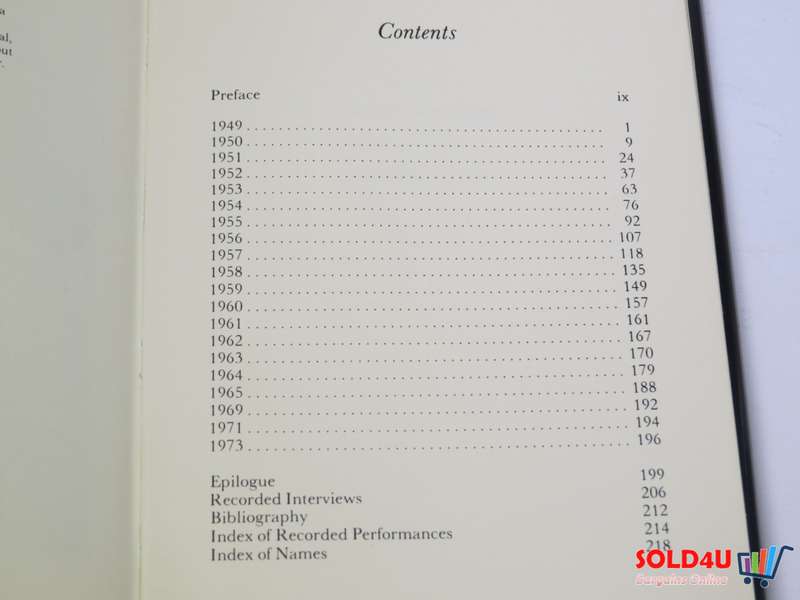 a
al,
out
Contents
Preface ix
1949 1
1950 9
1951 24
1952 37
1953 63
1954 76
1955 92
1956 107
1957 118
1958 135
1959 149
1960 157
1961 161
1962 167
1963 170
1964 179
1965 188
1969 192
1971 194
1973 196
Epilogue 199
Recorded Interviews 206
Bibliography 212
Index of Recorded Performances 214
Index of Names 218
SOLD4U
Bargains Online